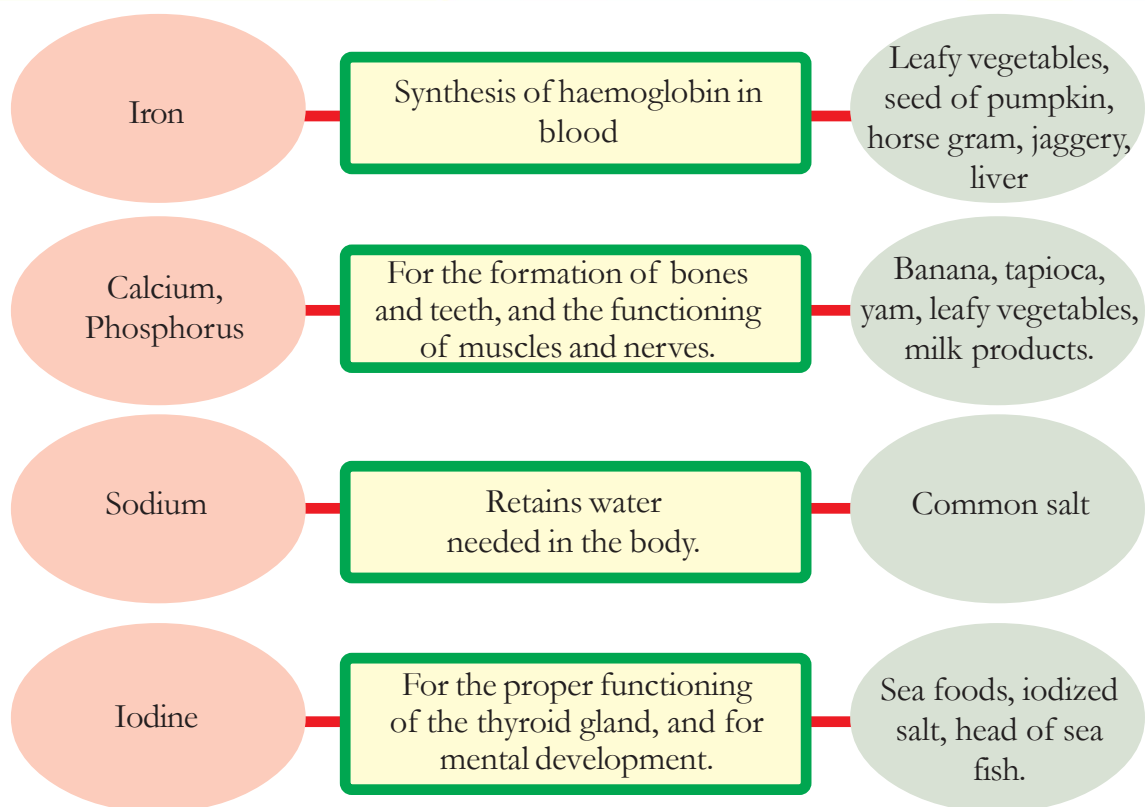 Iron
Synthesis of haemoglobin in
blood
Leafy vegetables,
seed of pumpkin,
horse gram, jaggery,
liver
Calcium,
Phosphorus
For the formation of bones
and teeth, and the functioning
of muscles and nerves.
Banana, tapioca,
yam, leafy vegetables,
milk products.
Sodium
Retains water
needed in the body.
Common salt
Iodine
For the proper functioning
of the thyroid gland, and for
mental development.
Sea foods, iodized
salt, head of sea
fish.